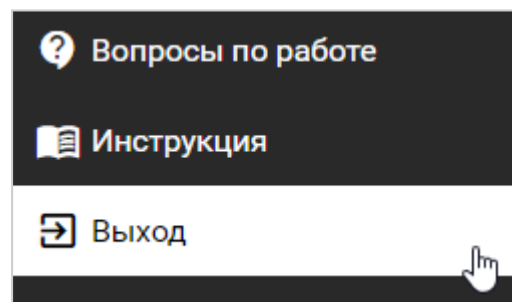 Вопросы по работе
Инструкция
Выход